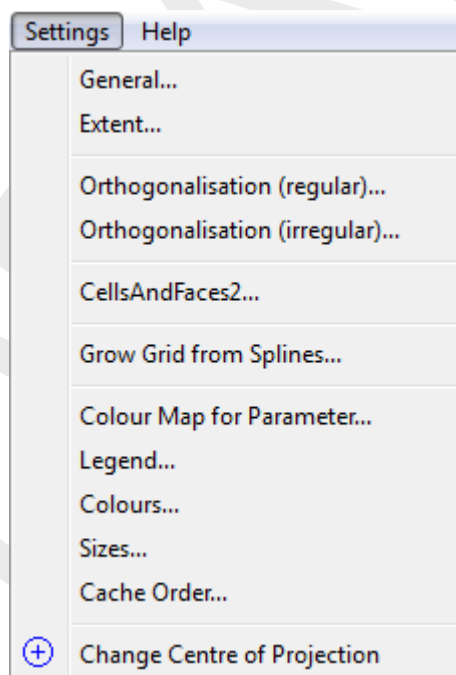 Settings Help
General...
Extent...
Orthogonalisation (regular)...
Orthogonalisation (irregular)...
CellsAndFaces2...
Grow Grid from Splines...
Colour Map for Parameter...
Legend...
Colours...
Sizes...
Cache Order...
Change Centre of Projection